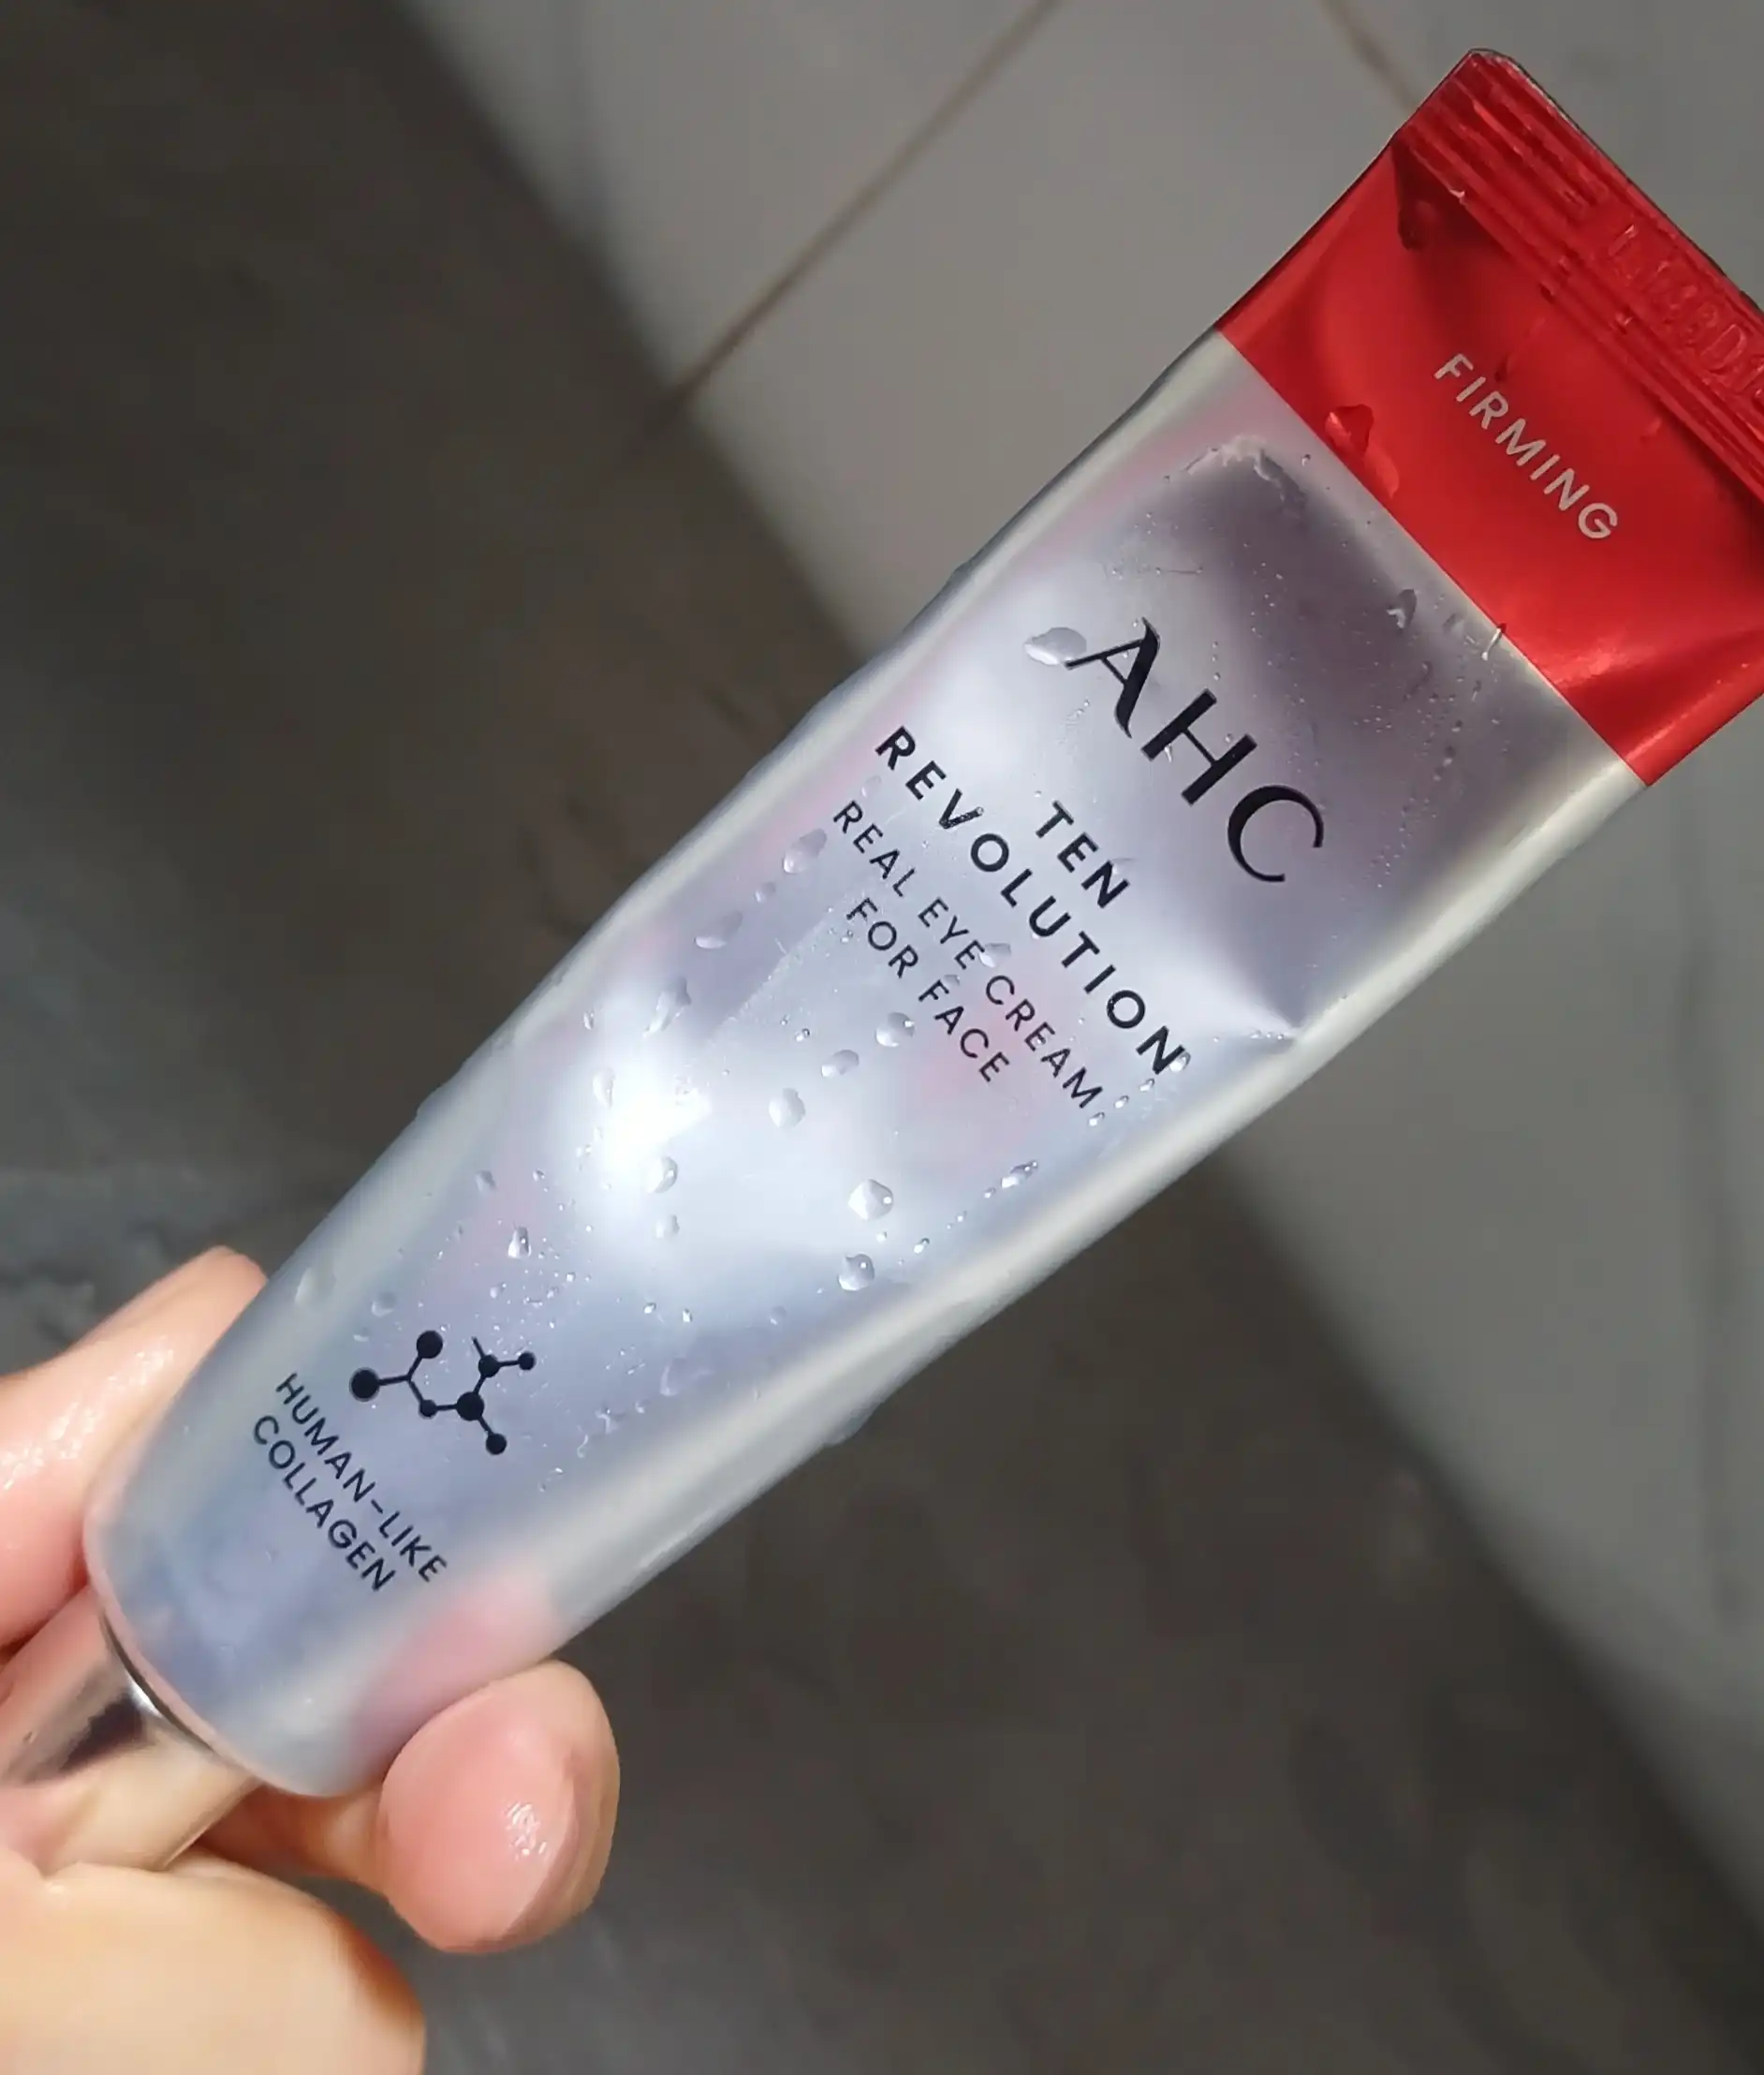 FIRMING
AHC
TEN
REVOLUTION
REAL EYE CREAM
FOR FACE
HUMAN-LIKE
COLLAGEN